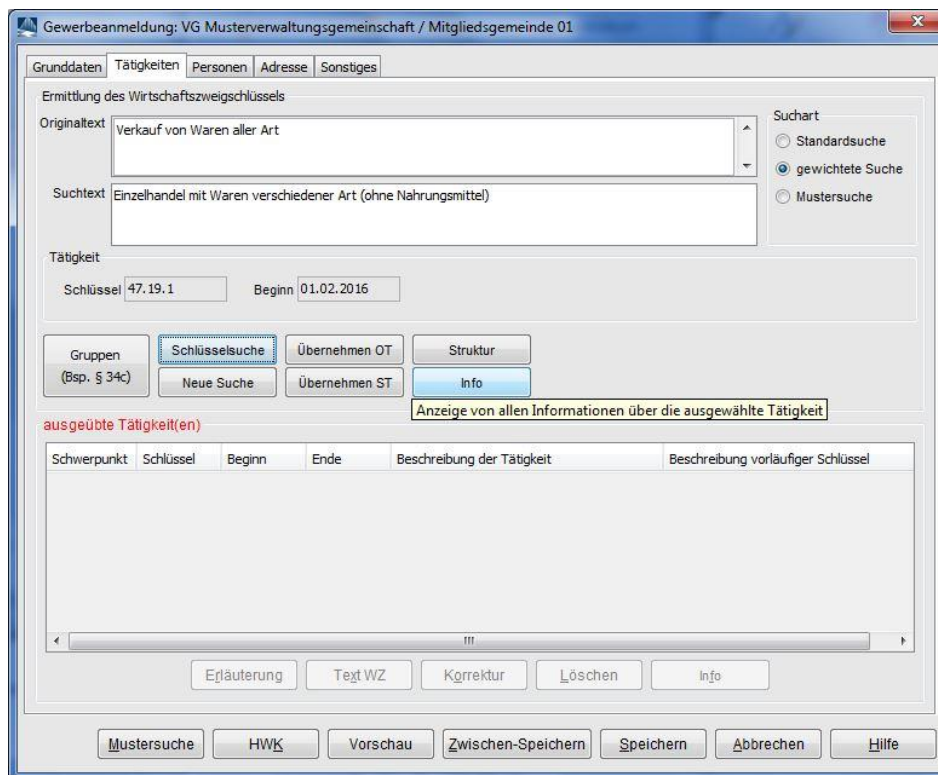 Gewerbeanmeldung: VG Musterverwaltungsgemeinschaft / Mitgliedsgemeinde 01
Grunddaten Tätigkeiten Personen Adresse Sonstiges
Ermittlung des Wirtschaftszweigschlüssels
Originaltext Verkauf von Waren aller Art
Suchtext Einzelhandel mit Waren verschiedener Art (ohne Nahrungsmittel)
Suchart
Standardsuche
gewichtete Suche
Mustersuche
Tätigkeit
Schlüssel 47.19.1 Beginn 01.02.2016
Gruppen
(Bsp. § 34c)
Schlüsselsuche Übernehmen OT Struktur
Neue Suche Übernehmen ST Info
Anzeige von allen Informationen über die ausgewählte Tätigkeit
ausgeübte Tätigkeit(en)
Schwerpunkt Schlüssel Beginn Ende Beschreibung der Tätigkeit Beschreibung vorläufiger Schlüssel
Erläuterung Text WZ Korrektur Löschen Info
Mustersuche HWK Vorschau Zwischen-Speichern Speichern Abbrechen Hilfe